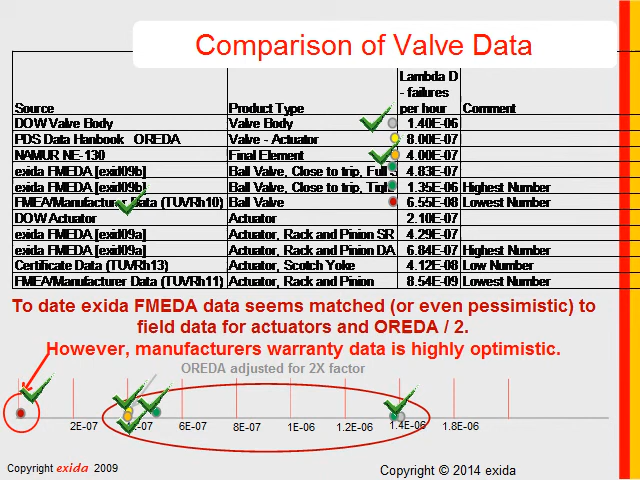 Comparison of Valve Data
Lambda D
- failures
Source Product Type per hour Comment
DOW Valve Body Valve Body 1.40E-06
PDS Data Hanbook OREDA Valve - Actuator 8.00E-07
NAMUR NE-130 Final Element 4.00E-07
exida FMEDA [exid09b] Ball Valve, Close to trip, Full S 4.83E-07
exida FMEDA [exid09b] Ball Valve, Close to trip, Tigh 1.35E-06 Highest Number
FMEA/Manufacturer Data (TUVRh10) Ball Valve 6.55E-08 Lowest Number
DOW Actuator Actuator 2.10E-07
exida FMEDA [exid09a] Actuator, Rack and Pinion SR 4.29E-07
exida FMEDA [exid09a] Actuator, Rack and Pinion DA 6.84E-07 Highest Number
Certificate Data (TUVRh13) Actuator, Scotch Yoke 4.12E-08 Low Number
FMEA/Manufacturer Data (TUVRh11) Actuator, Rack and Pinion 8.54E-09 Lowest Number
To date exida FMEDA data seems matched (or even pessimistic) to
field data for actuators and OREDA / 2.
However, manufacturers warranty data is highly optimistic.
OREDA adjusted for 2X factor
2E-07 E-07 6E-07 8E-07 1E-06 1.2E-06 1.4E-06 1.8E-06
Copyright exida 2009
Copyright © 2014 exida